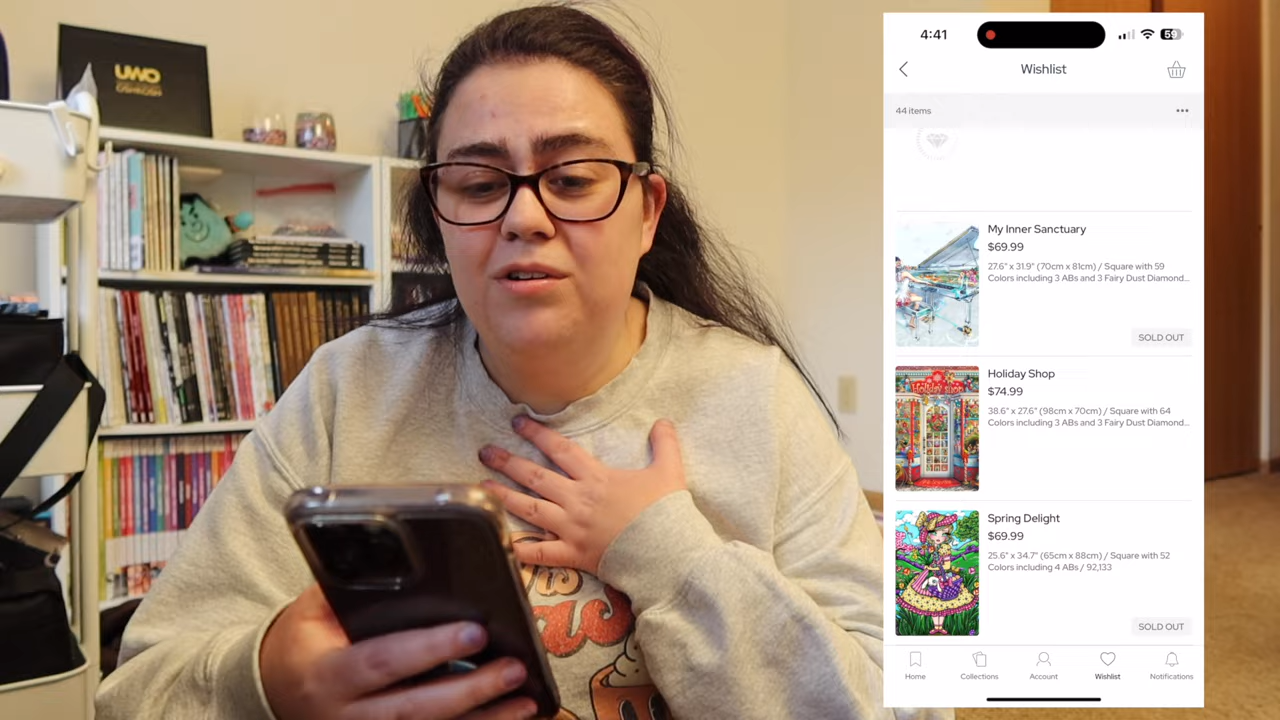 UWO
4:41
59
Wishlist
44 items
My Inner Sanctuary
$69.99
27.6" x 31.9" (70cm x 81cm) / Square with 59
Colors including 3 ABs and 3 Fairy Dust Diamond...
SOLD OUT
Holiday Shop
$74.99
38.6" x 27.6" (98cm x 70cm) / Square with 64
Colors including 3 ABs and 3 Fairy Dust Diamond...
Spring Delight
$69.99
25.6" x 34.7" (65cm x 88cm) / Square with 52
Colors including 4 ABs / 92,133
SOLD OUT
Home
Collections
Account
Wishlist
Notifications